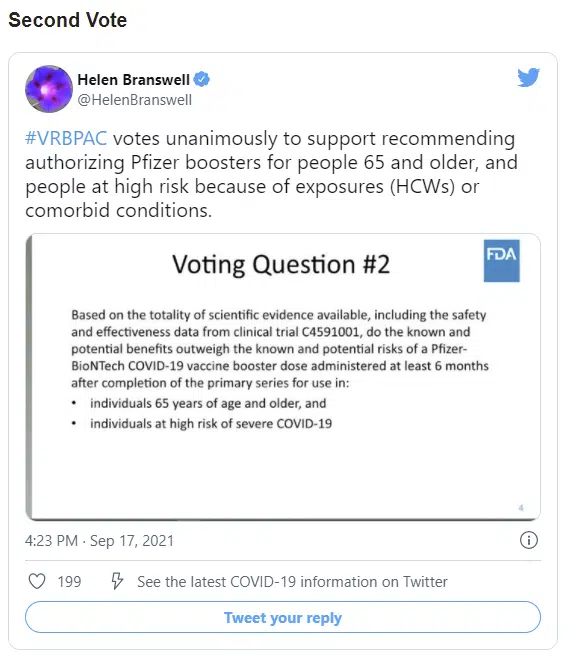 Second Vote
Helen Branswell
@HelenBranswell
#VRBPAC votes unanimously to support recommending
authorizing Pfizer boosters for people 65 and older, and
people at high risk because of exposures (HCWs) or
comorbid conditions.
Voting Question #2
FDA
Based on the totality of scientific evidence available, including the safety
and effectiveness data from clinical trial C4591001, do the known and
potential benefits outweigh the known and potential risks of a Pfizer-
BioNTech COVID-19 vaccine booster dose administered at least 6 months
after completion of the primary series for use in:
• individuals 65 years of age and older, and
• individuals at high risk of severe COVID-19
4
4:23 PM · Sep 17, 2021
199 See the latest COVID-19 information on Twitter
Tweet your reply